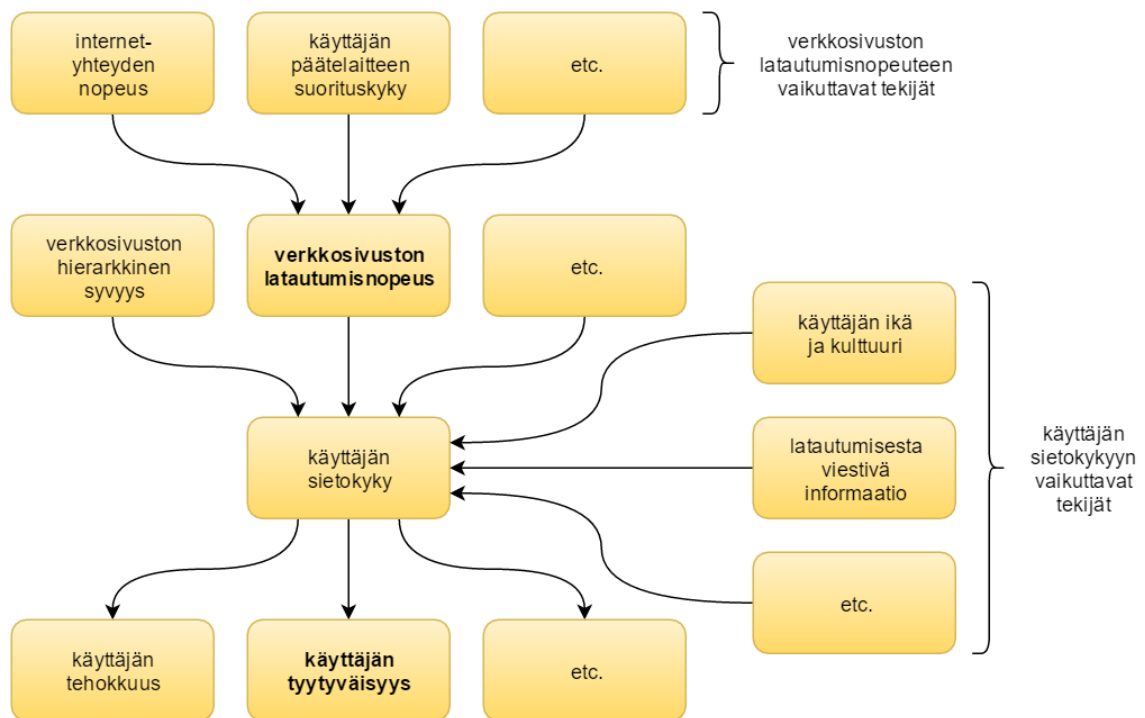 internet-
yhteyden
nopeus
käyttäjän
päätelaitteen
suorituskyky
etc.
verkkosivuston
latautumisnopeuteen
vaikuttavat tekijät
verkkosivuston
hierarkkinen
syvyys
verkkosivuston
latautumisnopeus
etc.
käyttäjän ikä
ja kulttuuri
käyttäjän
sietokyky
latautumisesta
viestivä
informaatio
käyttäjän
sietokykyyn
vaikuttavat
tekijät
etc.
käyttäjän
tehokkuus
käyttäjän
tyytyväisyys
etc.